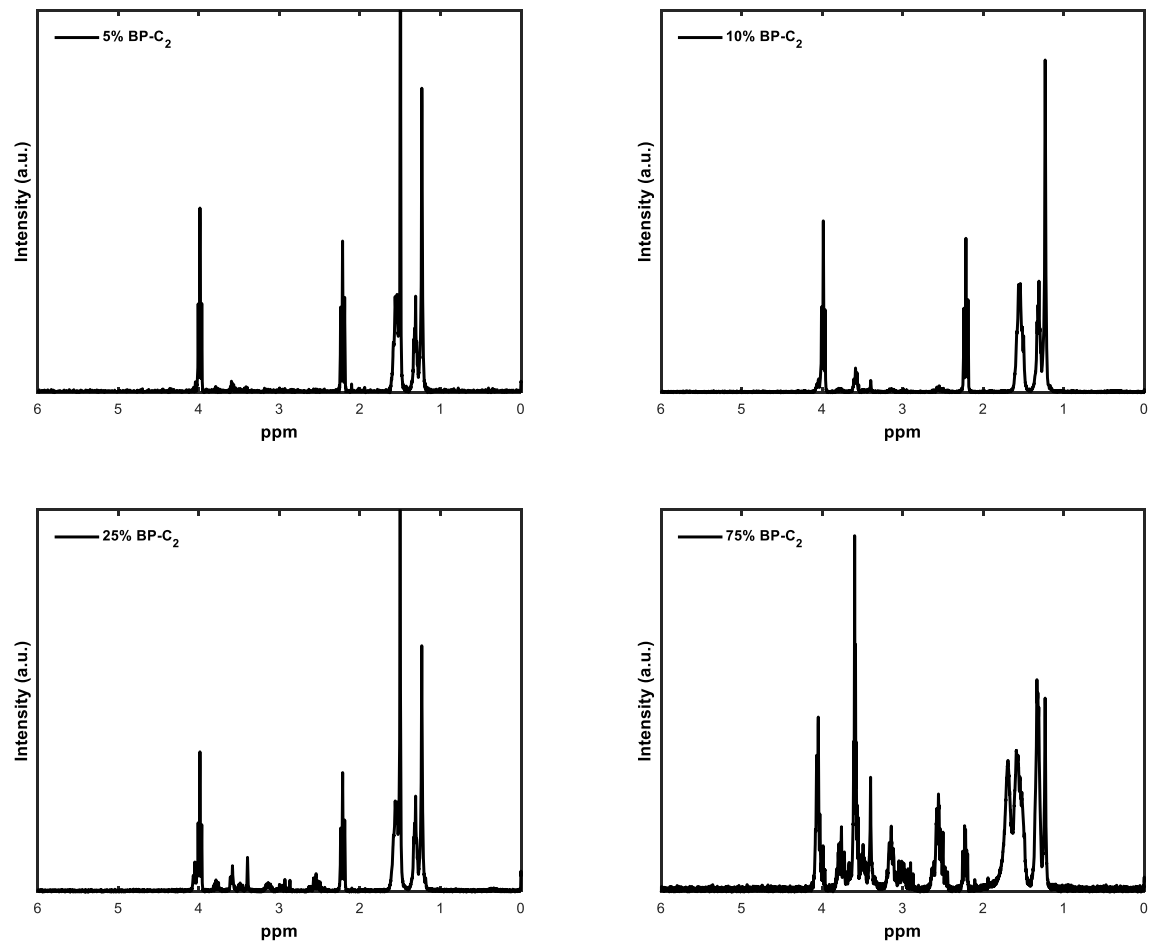 5% BP-C2
Intensity (a.u.)
6 5 4 3 2 1 0
ppm
10% BP-C2
Intensity (a.u.)
6 5 4 3 2 1 0
ppm
25% BP-C2
Intensity (a.u.)
6 5 4 3 2 1 0
ppm
75% BP-C2
Intensity (a.u.)
6 5 4 3 2 1 0
ppm